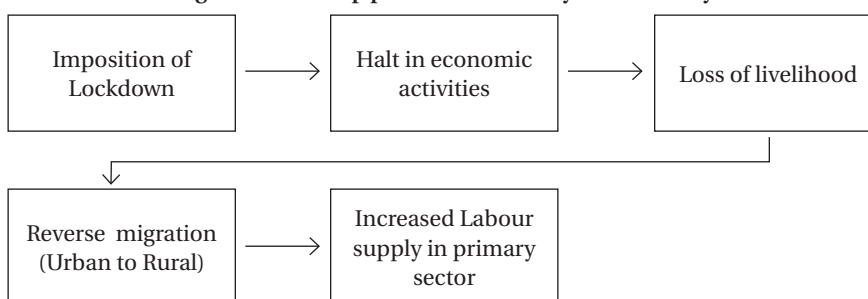 Imposition of
Lockdown
Halt in economic
activities
Loss of livelihood
Reverse migration
(Urban to Rural)
Increased Labour
supply in primary
sector